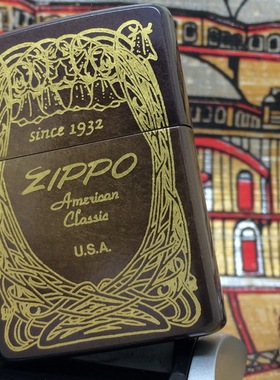 since 1932
ZIPPO
American
Classic
U.S.A.